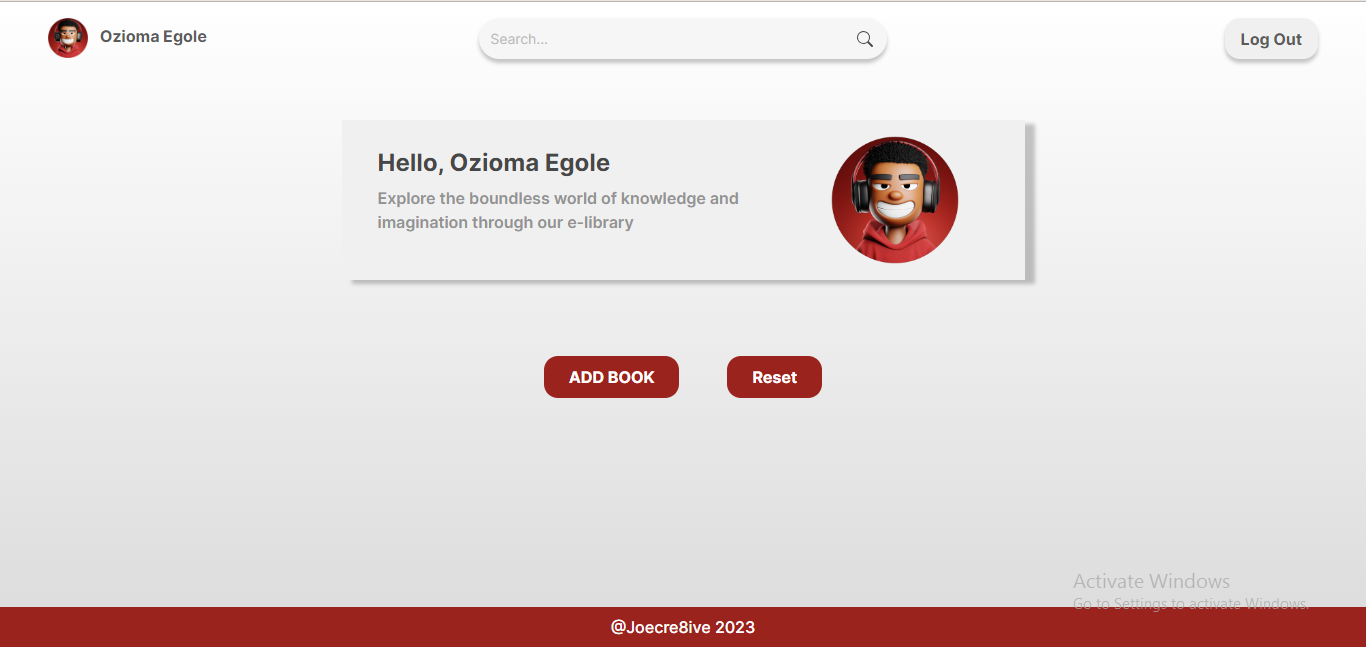 Ozioma Egole
Search...
Log Out
Hello, Ozioma Egole
Explore the boundless world of knowledge and
imagination through our e-library
ADD BOOK
Reset
Activate Windows
Go to Settings to activate Windows.
@Joecre8ive 2023